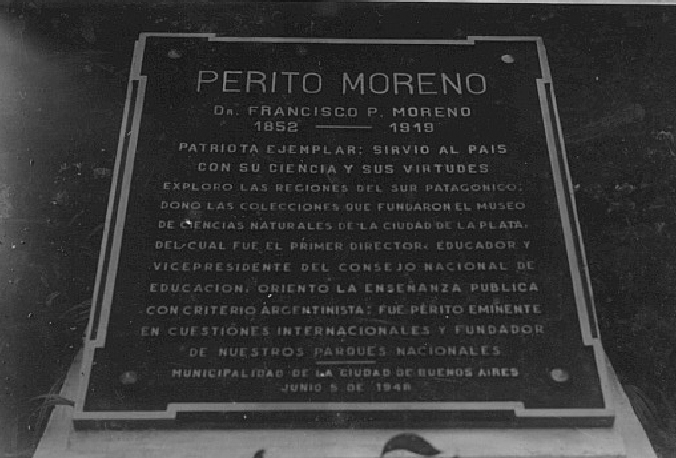 PERITO MORENO
DR. FRANCISCO P. MORENO
1852 — 1919
PATRIOTA EJEMPLAR; SIRVIO AL PAIS
CON SU CIENCIA Y SUS VIRTUDES
EXPLORO LAS REGIONES DEL SUR PATAGONICO;
DONO LAS COLECCIONES QUE FUNDARON EL MUSEO
DE CIENCIAS NATURALES DE LA CIUDAD DE LA PLATA,
DEL CUAL FUE EL PRIMER DIRECTOR. EDUCADOR Y
VICEPRESIDENTE DEL CONSEJO NACIONAL DE
EDUCACION, ORIENTO LA ENSEÑANZA PUBLICA
CON CRITERIO ARGENTINISTA; FUE PERITO EMINENTE
EN CUESTIONES INTERNACIONALES Y FUNDADOR
DE NUESTROS PARQUES NACIONALES
MUNICIPALIDAD DE LA CIUDAD DE BUENOS AIRES
JUNIO 5 DE